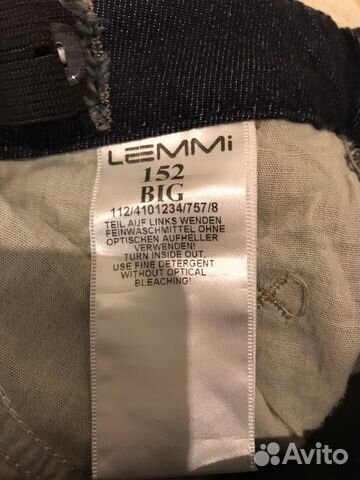 LEMMi
152
BIG
112/4101234/757/8
TEIL AUF LINKS WENDEN
FEINWASCHMITTEL OHNE
OPTISCHEN AUFHELLER
VERWENDEN!
TURN INSIDE OUT.
USE FINE DETERGENT
WITHOUT OPTICAL
BLEACHING!
Avito